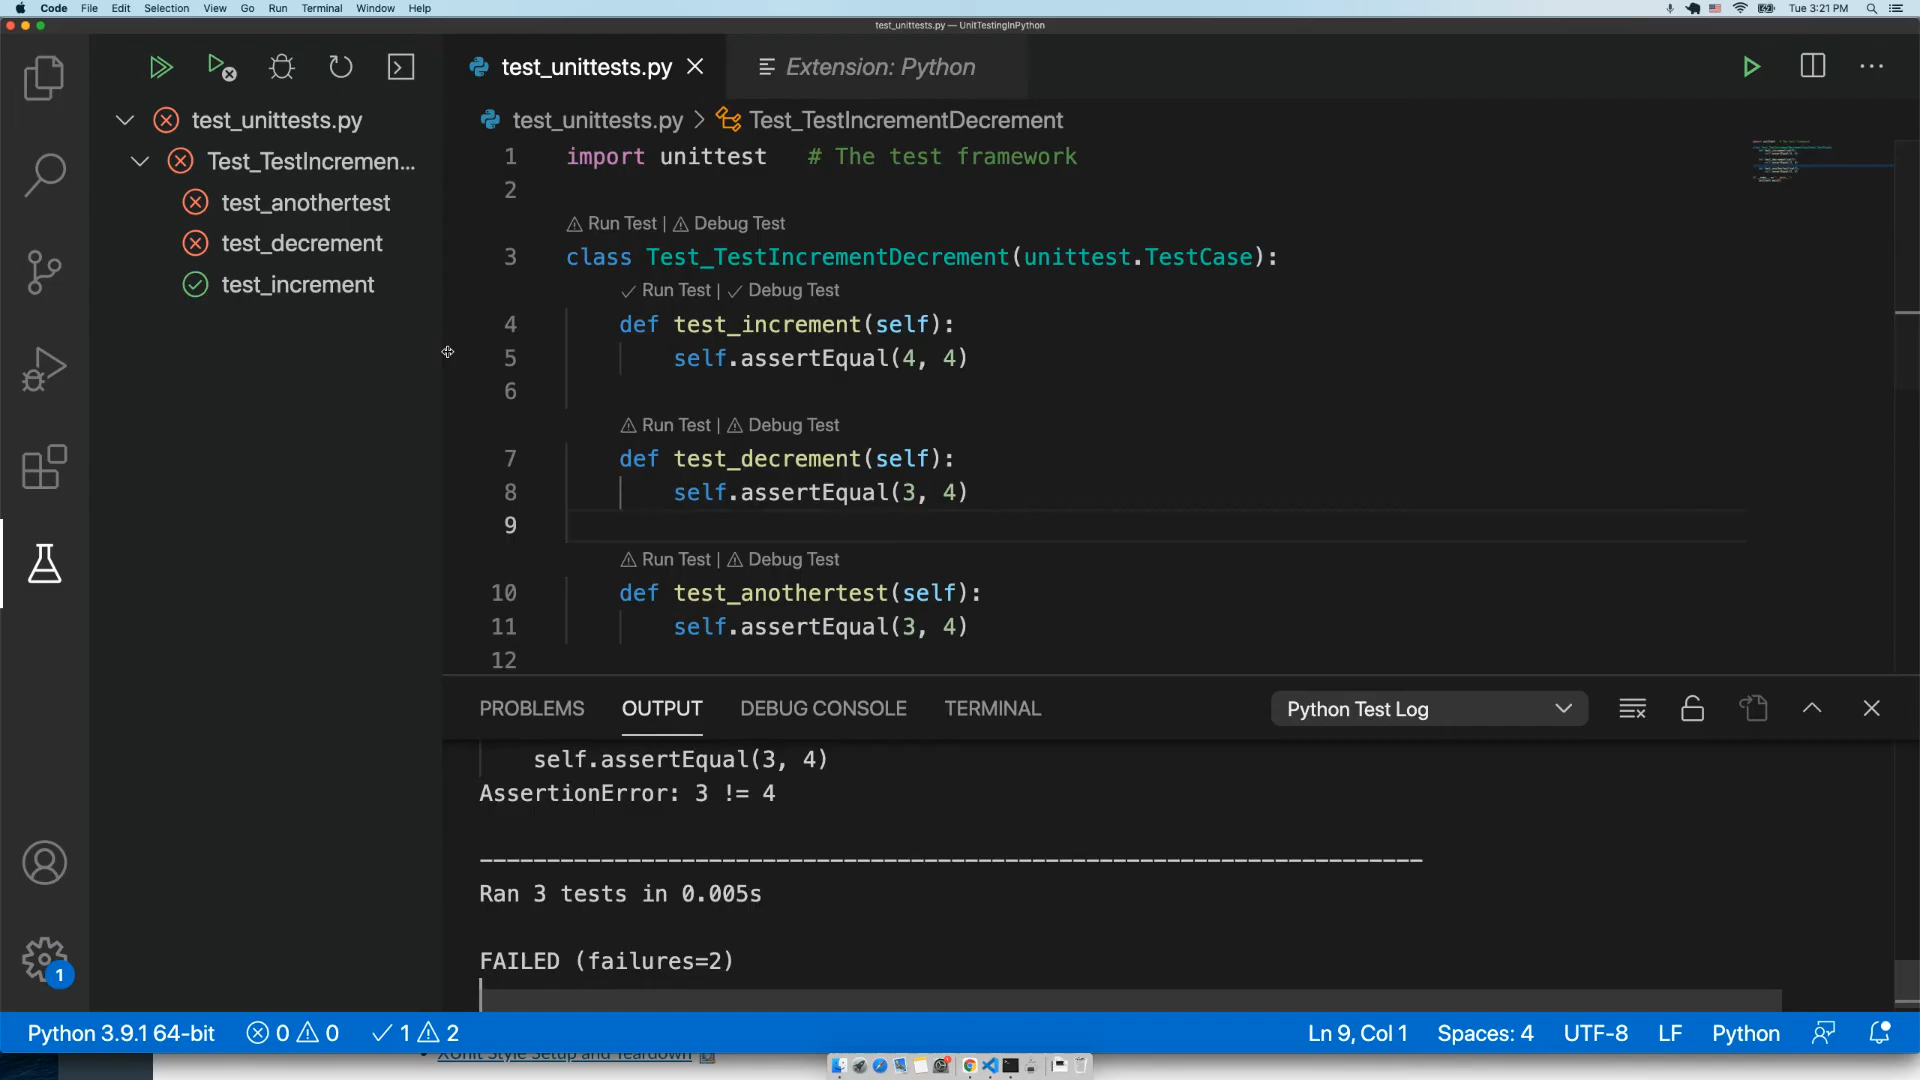 Code File Edit Selection View Go Run Terminal Window Help Tue 3:21 PM
test_unittests.py — UnitTestingInPython
test_unittests.py Extension: Python
test_unittests.py
Test_TestIncremen...
test_anothertest
test_decrement
test_increment
test_unittests.py > Test_TestIncrementDecrement
1 import unittest # The test framework
2
Run Test | Debug Test
3 class Test_TestIncrementDecrement(unittest.TestCase):
Run Test | Debug Test
4 def test_increment(self):
5 self.assertEqual(4, 4)
6
Run Test | Debug Test
7 def test_decrement(self):
8 self.assertEqual(3, 4)
9
Run Test | Debug Test
10 def test_anothertest(self):
11 self.assertEqual(3, 4)
12
PROBLEMS OUTPUT DEBUG CONSOLE TERMINAL Python Test Log
self.assertEqual(3, 4)
AssertionError: 3 != 4
----------------------------------------------------------------------
Ran 3 tests in 0.005s
FAILED (failures=2)
1
Python 3.9.1 64-bit 0 0 1 2 Ln 9, Col 1 Spaces: 4 UTF-8 LF Python
XUnit Style Setup and Teardown